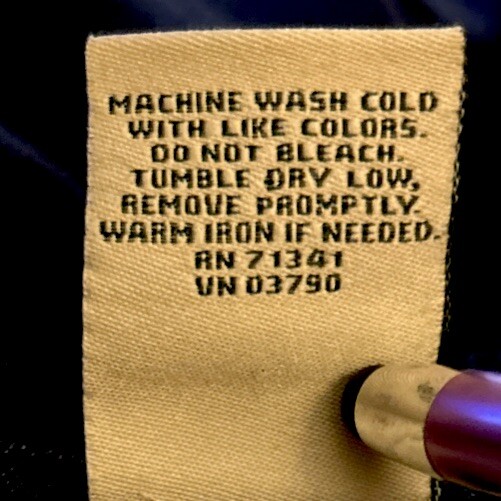 MACHINE WASH COLD
WITH LIKE COLORS.
DO NOT BLEACH.
TUMBLE DRY LOW,
REMOVE PROMPTLY.
WARM IRON IF NEEDED.
RN 71341
VN 03790